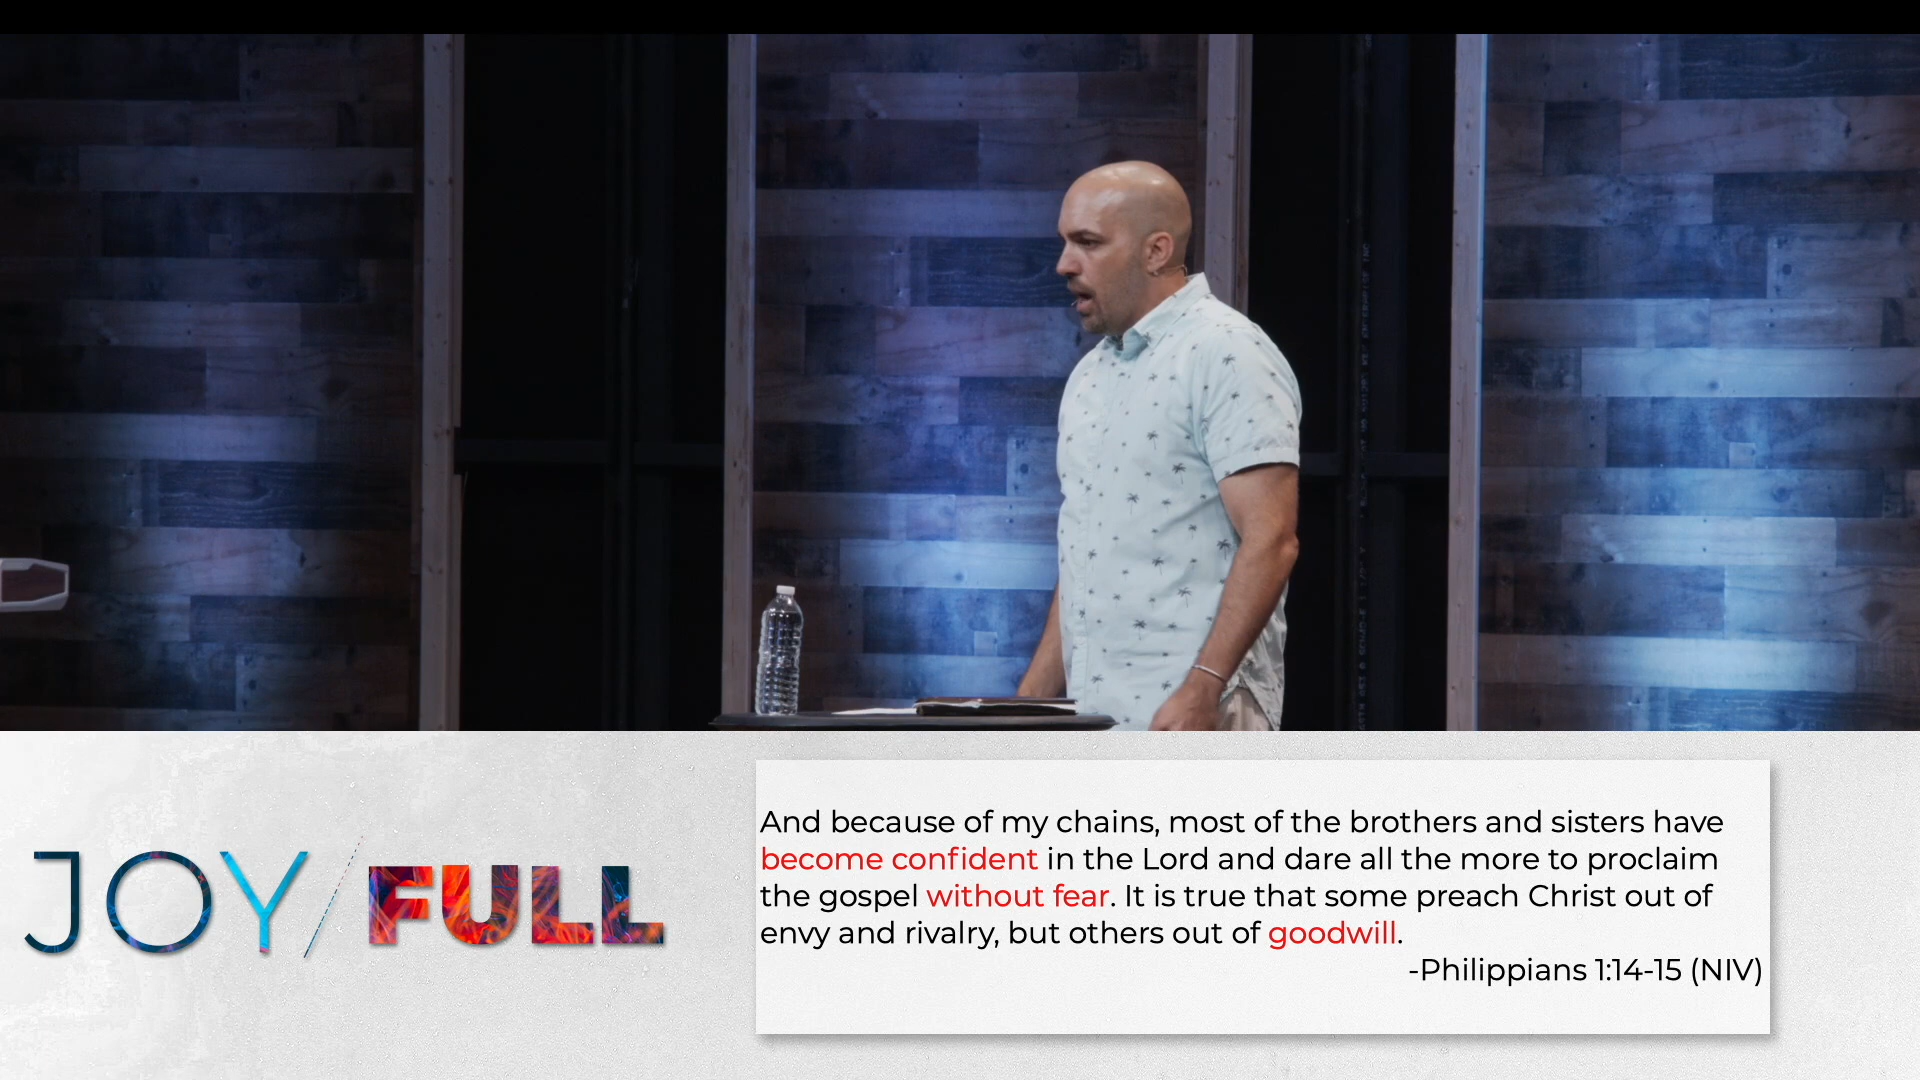 JOY/FULL
And because of my chains, most of the brothers and sisters have
become confident in the Lord and dare all the more to proclaim
the gospel without fear. It is true that some preach Christ out of
envy and rivalry, but others out of goodwill.
-Philippians 1:14-15 (NIV)